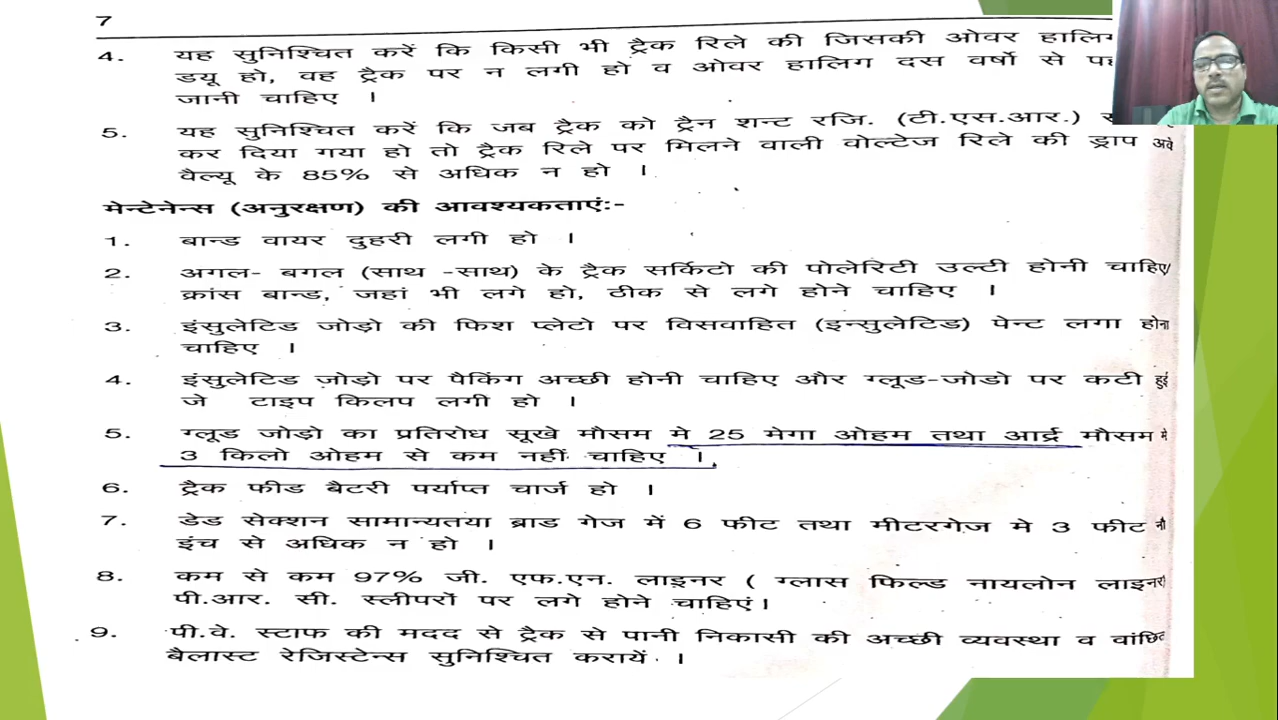 7
4. यह सुनिश्चित करें कि किसी भी ट्रैक रिले की जिसकी ओवर हालिग
डयू हो, वह ट्रैक पर न लगी हो व ओवर हालिग दस वर्षो से
जानी चाहिए ।
5. यह सुनिश्चित करें कि जब ट्रैक को ट्रैन शन्ट रजि. (टी.एस.आर.)
कर दिया गया हो तो ट्रैक रिले पर मिलने वाली वोल्टेज रिले की ड्राप अवे
वैल्यू के 85% से अधिक न हो ।
मेन्टेनेन्स (अनुरक्षण) की आवश्यकताएं:-
1. बान्ड वायर दुहरी लगी हो ।
2. अगल- बगल (साथ -साथ) के ट्रैक सर्किटो की पोलेरिटी उल्टी होनी चाहिए/
क्रांस बान्ड, जहां भी लगे हो, ठीक से लगे होने चाहिए ।
3. इंसुलेटिड जोड़ो की फिश प्लेटो पर विसवाहित (इन्सुलेटिड) पेन्ट लगा होना
चाहिए ।
4. इंसुलेटिड जोड़ो पर पैकिंग अच्छी होनी चाहिए और ग्लूड-जोडो पर कटी हुई
जे टाइप किलप लगी हो ।
5. ग्लूड जोड़ो का प्रतिरोध सूखे मौसम मे 25 मेगा ओहम तथा आर्द्र मौसम मे
3 किलो ओहम से कम नहीं चाहिए ।
6. ट्रैक फीड बैटरी पर्याप्त चार्ज हो ।
7. डेड सेक्शन सामान्यतया ब्राड गेज में 6 फीट तथा मीटरगेज मे 3 फीट नौ
इंच से अधिक न हो ।
8. कम से कम 97% जी. एफ.एन. लाइनर ( ग्लास फिल्ड नायलोन लाइनर)
पी.आर. सी. स्लीपरों पर लगे होने चाहिएं।
9. पी.वे. स्टाफ की मदद से ट्रैक से पानी निकासी की अच्छी व्यवस्था व वांछित
बैलास्ट रेजिस्टेन्स सुनिश्चित करायें ।